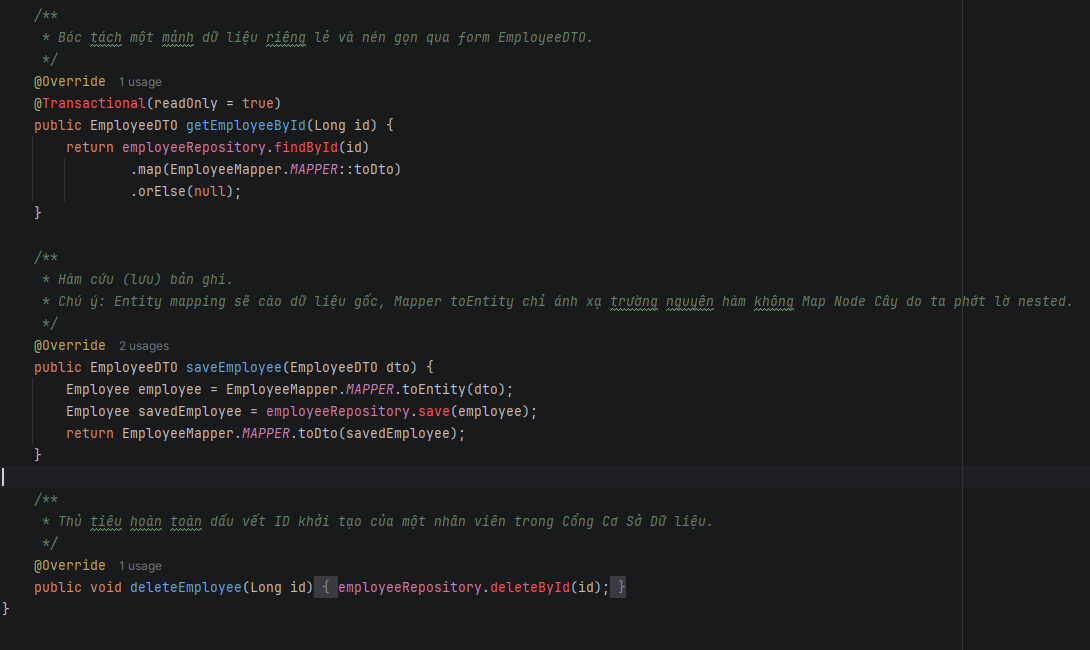 /**
 * Bóc tách một mảnh dữ liệu riêng lẻ và nén gọn qua form EmployeeDTO.
 */
@Override 1 usage
@Transactional(readOnly = true)
public EmployeeDTO getEmployeeById(Long id) {
    return employeeRepository.findById(id)
            .map(EmployeeMapper.MAPPER::toDto)
            .orElse(null);
}
/**
 * Hàm cứu (lưu) bản ghi.
 * Chú ý: Entity mapping sẽ cào dữ liệu gốc, Mapper toEntity chỉ ánh xạ trường nguyên hàm không Map Node Cây do ta phớt lờ nested.
 */
@Override 2 usages
public EmployeeDTO saveEmployee(EmployeeDTO dto) {
    Employee employee = EmployeeMapper.MAPPER.toEntity(dto);
    Employee savedEmployee = employeeRepository.save(employee);
    return EmployeeMapper.MAPPER.toDto(savedEmployee);
}
/**
 * Thủ tiêu hoàn toàn dấu vết ID khởi tạo của một nhân viên trong Cổng Cơ Sở Dữ liệu.
 */
@Override 1 usage
public void deleteEmployee(Long id) { employeeRepository.deleteById(id); }
}